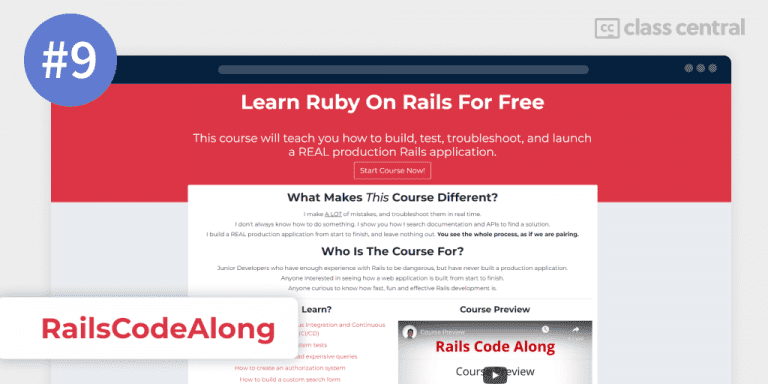 #9
class central
Learn Ruby On Rails For Free
This course will teach you how to build, test, troubleshoot, and launch
a REAL production Rails application.
Start Course Now!
What Makes This Course Different?
I make A LOT of mistakes, and troubleshoot them in real time.
I don't always know how to do something. I show you how I search documentation and APIs to find a solution.
I build a REAL production application from start to finish, and leave nothing out. You see the whole process, as if we are pairing.
Who Is The Course For?
Junior Developers who have enough experience with Rails to be dangerous, but have never built a production application.
Anyone Interested in seeing how a web application is built from start to finish.
Anyone curious to know how fast, fun and effective Rails development is.
Learn?
Course Preview
RailsCodeAlong
Integration and Continuous
(CI/CD)
tests
expensive queries
How to create an authorization system
How to build a custom search form
Course Preview
Rails Code Along
Course Preview